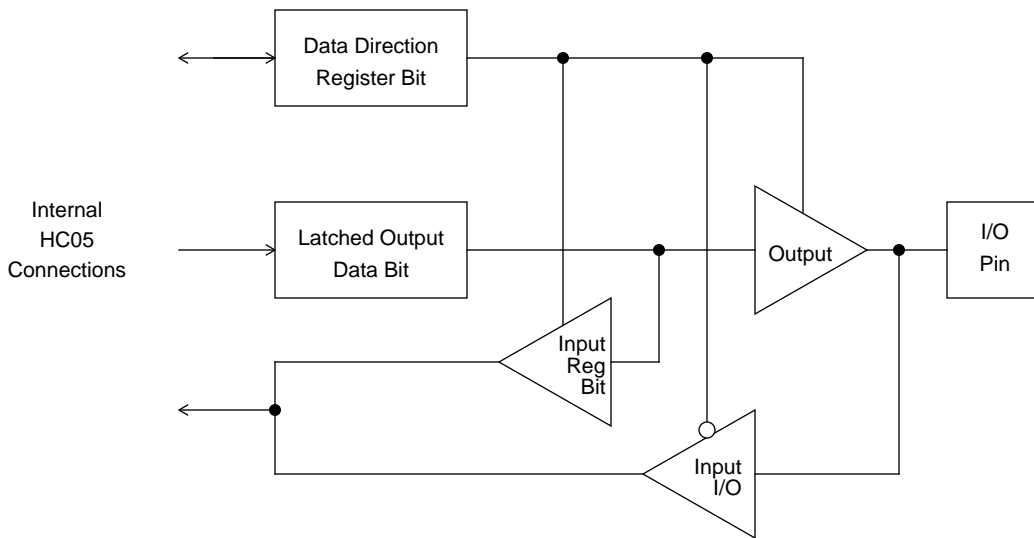 Data Direction
Register Bit
Internal
HC05
Connections
Latched Output
Data Bit
Output
I/O
Pin
Input
Reg
Bit
Input
I/O